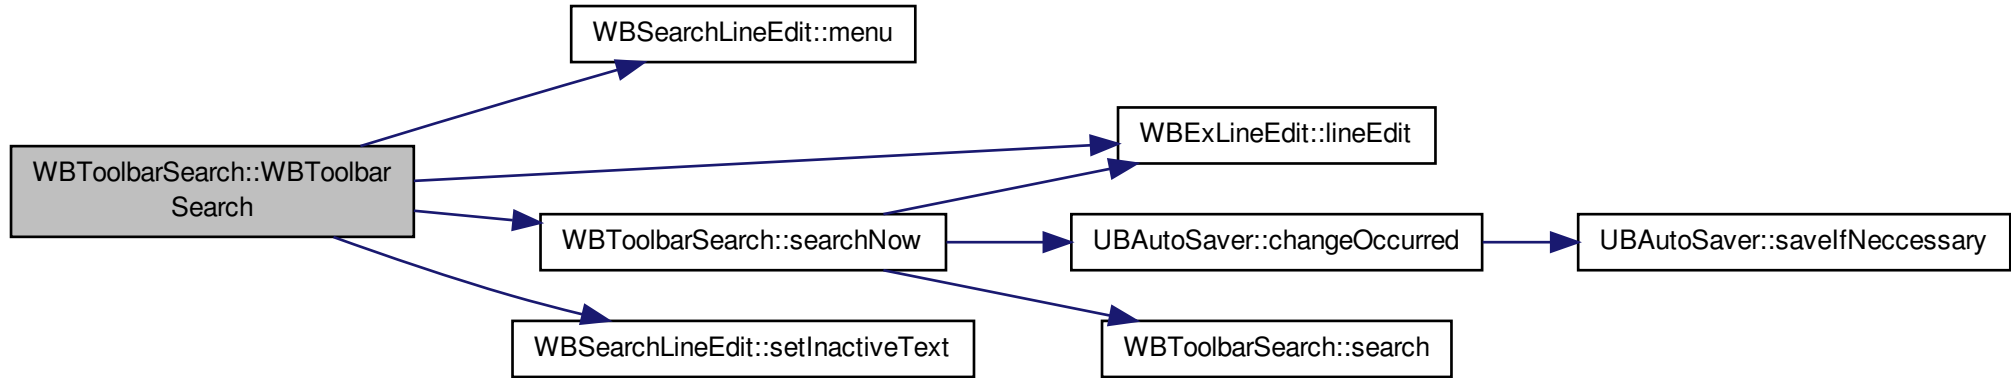 WBSearchLineEdit::menu
WBExLineEdit::lineEdit
WBToolbarSearch::WBToolbar
Search
WBToolbarSearch::searchNow
UBAutoSaver::changeOccurred
UBAutoSaver::saveIfNeccessary
WBSearchLineEdit::setInactiveText
WBToolbarSearch::search